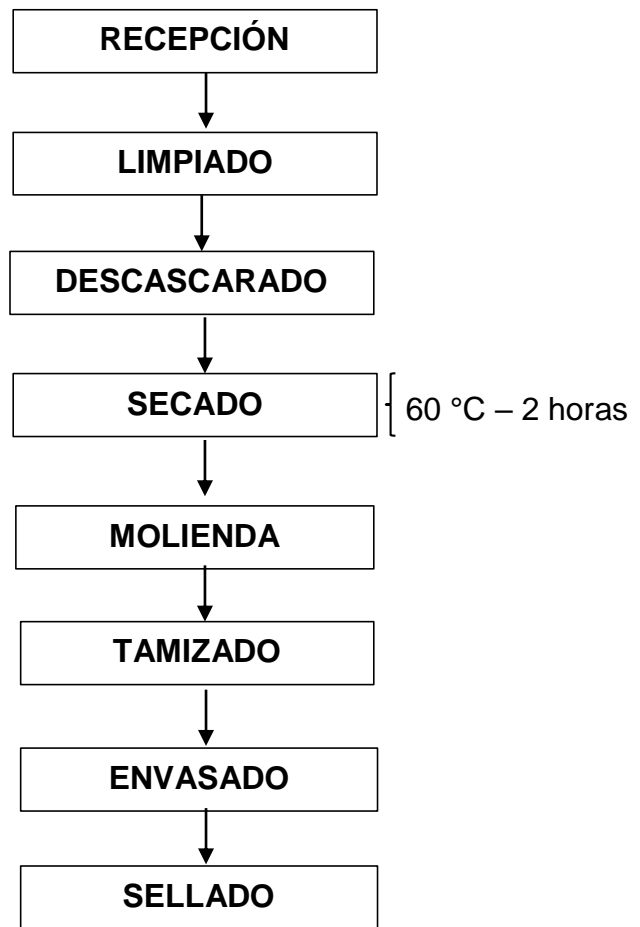 RECEPCIÓN
LIMPIADO
DESCASCARADO
SECADO
60 °C – 2 horas
MOLIENDA
TAMIZADO
ENVASADO
SELLADO